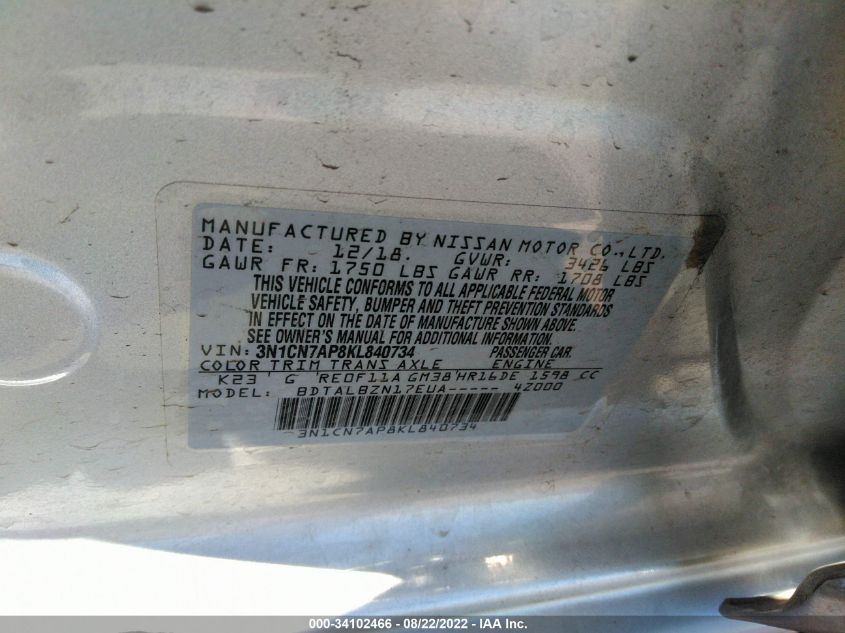 MANUFACTURED BY NISSAN MOTOR CO.,LTD.
DATE: 12/18. GVWR: 3426 LBS
GAWR FR: 1750 LBS GAWR RR: 1708 LBS
THIS VEHICLE CONFORMS TO ALL APPLICABLE FEDERAL MOTOR
VEHICLE SAFETY, BUMPER AND THEFT PREVENTION STANDARDS
IN EFFECT ON THE DATE OF MANUFACTURE SHOWN ABOVE.
SEE OWNER'S MANUAL FOR ADDITIONAL INFORMATION.
VIN: 3N1CN7AP8KL840734 PASSENGER CAR.
COLOR TRIM TRANS AXLE ENGINE
K23 G RE0F11A GM38 HR16DE 1598 CC
MODEL: BDTALBZN17EUA----- 4Z000
3N1CN7AP8KL840734
000-34102466 - 08/22/2022 - IAA Inc.